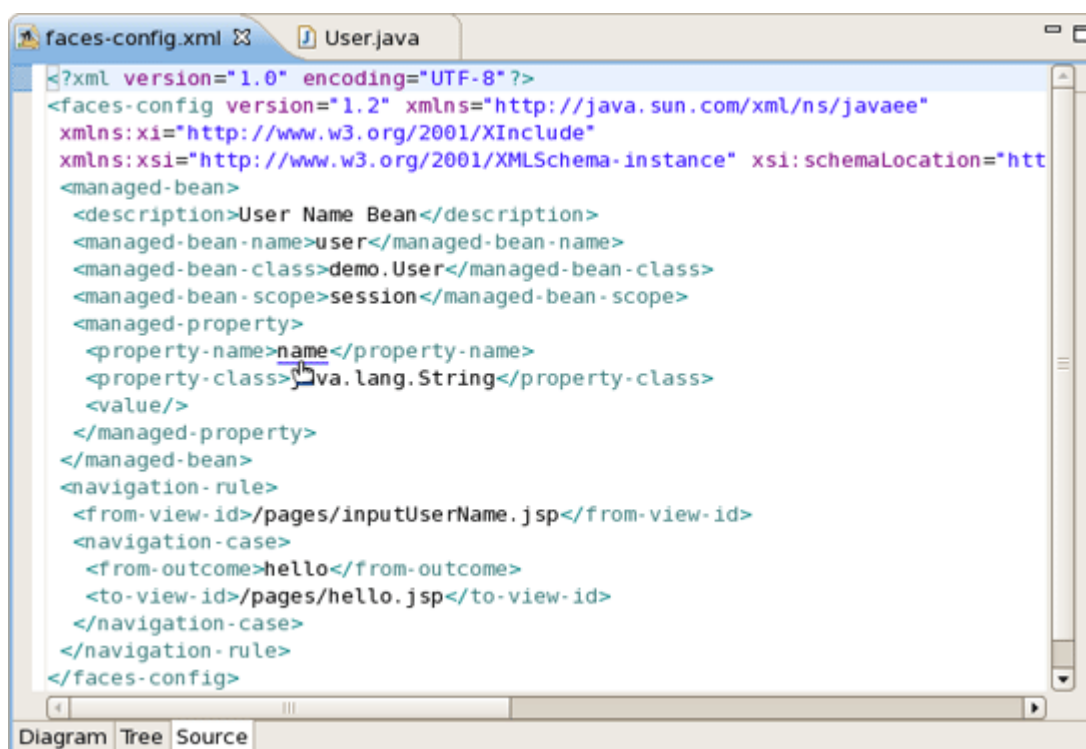 faces-config.xml User.java
<?xml version="1.0" encoding="UTF-8"?>
<faces-config version="1.2" xmlns="http://java.sun.com/xml/ns/javaee"
xmlns:xi="http://www.w3.org/2001/XInclude"
xmlns:xsi="http://www.w3.org/2001/XMLSchema-instance" xsi:schemaLocation="htt
<managed-bean>
<description>User Name Bean</description>
<managed-bean-name>user</managed-bean-name>
<managed-bean-class>demo.User</managed-bean-class>
<managed-bean-scope>session</managed-bean-scope>
<managed-property>
<property-name>name</property-name>
<property-class>java.lang.String</property-class>
<value/>
</managed-property>
</managed-bean>
<navigation-rule>
<from-view-id>/pages/inputUserName.jsp</from-view-id>
<navigation-case>
<from-outcome>hello</from-outcome>
<to-view-id>/pages/hello.jsp</to-view-id>
</navigation-case>
</navigation-rule>
</faces-config>
Diagram Tree Source